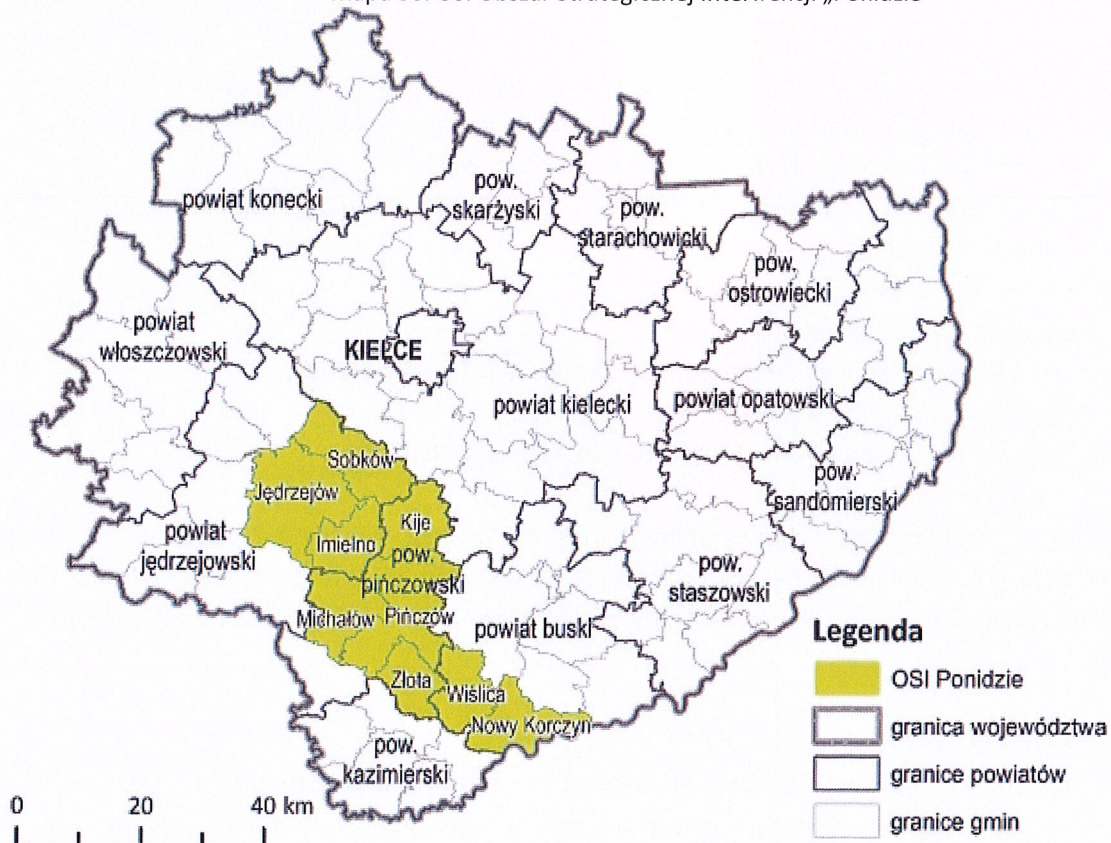 powiat konecki
pow.
skarżyski
pow.
starachowicki
pow.
ostrowiecki
powiat
włoszczowski
KIELCE
powiat kielecki
powiat opatowski
pow.
sandomierski
Sobków
Jędrzejów
Kije
Imielno
pow.
pińczowski
powiat
jędrzejowski
pow.
staszowski
Michałów
Pińczów
powiat buski
Złota
Wiślica
Nowy Korczyn
pow.
kazimierski
Legenda
OSI Ponidzie
granica województwa
granice powiatów
granice gmin
0 20 40 km